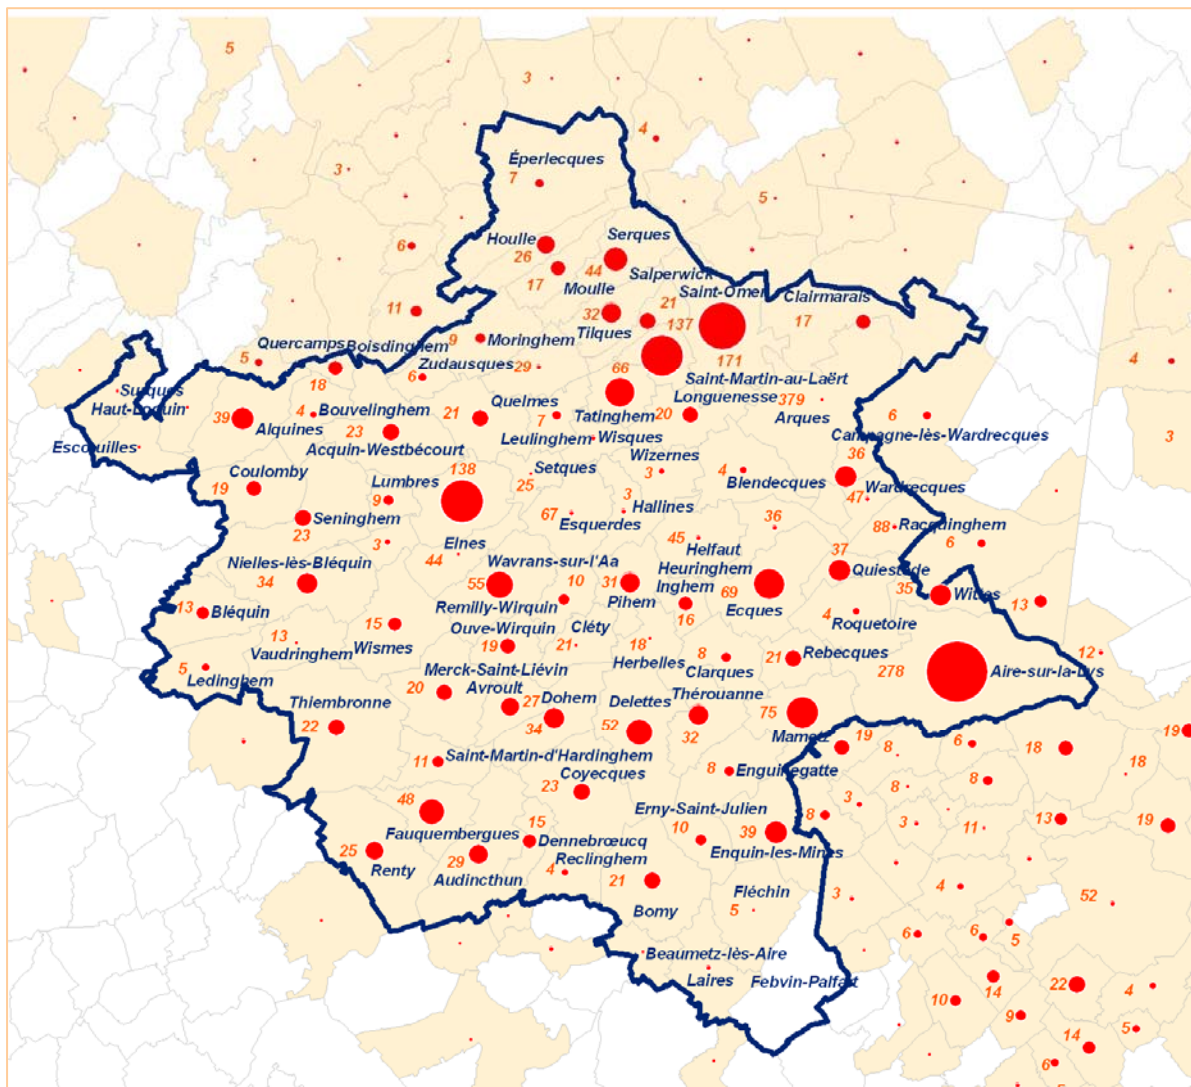 5
3
4
Éperlecques
7
3
5
Houlle
26
Serques
44
6
17
Moulle
Salperwick
Saint-Omer
Clairmarais
11
32
21
137
17
Tilques
9
Moringhem
171
Quercamps
Boisdinghem
5
18
Zudausques
6
29
66
Saint-Martin-au-Laërt
4
Surques
Haut-Loquin
39
Alquines
4
Bouvelinghem
21
Quelmes
7
Tatinghem
20
Longuenesse
379
Arques
6
Campagne-lès-Wardrecques
3
23
Acquin-Westbécourt
Leulinghem
Wisques
Wizernes
Escœuilles
Coulomby
19
Lumbres
138
Setques
25
3
4
Blendecques
36
Wardrecques
47
9
3
Hallines
Seninghem
23
67
Esquerdes
36
88
Racquinghem
6
3
Elnes
44
45
Helfaut
37
Nielles-lès-Bléquin
34
Wavrans-sur-l'Aa
55
10
31
Pihem
Heuringhem
Inghem
69
Ecques
Quiestède
35
Wittes
13
13
Bléquin
15
Wismes
Remilly-Wirquin
Ouve-Wirquin
Cléty
16
4
Roquetoire
13
Vaudringhem
19
21
18
Herbelles
8
Clarques
21
Rebecques
278
Aire-sur-la-Lys
12
5
Ledinghem
Merck-Saint-Liévin
20
Avroult
27
Dohem
34
Delettes
52
Thérouanne
32
75
Mametz
Thiembronne
22
19
8
6
18
19
11
Saint-Martin-d'Hardinghem
Coyecques
23
8
Enguinegatte
8
18
48
Fauquembergues
Erny-Saint-Julien
8
3
8
3
11
13
19
15
Dennebrœucq
10
39
Enquin-les-Mines
25
Renty
29
Audincthun
Reclinghem
4
21
Bomy
Fléchin
5
3
4
52
6
6
5
Beaumetz-lès-Aire
Laires
Febvin-Palfart
14
10
9
22
4
14
5
6